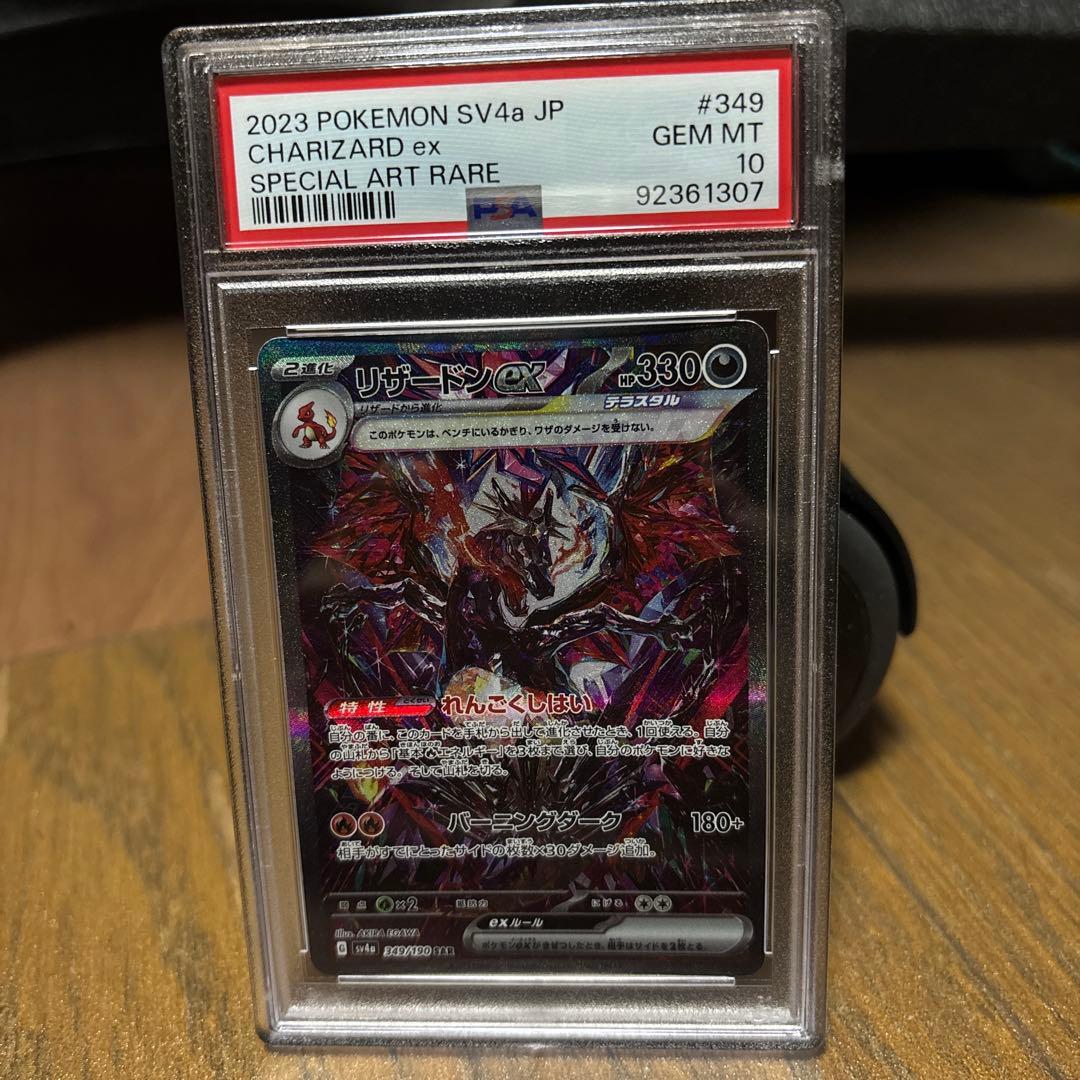 2023 POKEMON SV4a JP #349
CHARIZARD ex GEM MT
SPECIAL ART RARE 10
PSA 92361307
2進化 リザードンex HP330
リザードから進化 テラスタル
このポケモンは、ベンチにいるかぎり、ワザのダメージを受けない。
特性 れんごくしはい
自分の番に、このカードを手札から出して進化させたとき、1回使える。自分
の山札から「基本エネルギー」を3枚まで選び、自分のポケモンに好きな
ようにつける。そして山札を切る。
バーニングダーク 180+
相手がすでにとったサイドの枚数×30ダメージ追加。
弱点 ×2 抵抗力 にげる
exルール
ポケモンexがきぜつしたとき、相手はサイドを2枚とる。
Illus. AKIRA EGAWA
G sv4a 349/190 SAR